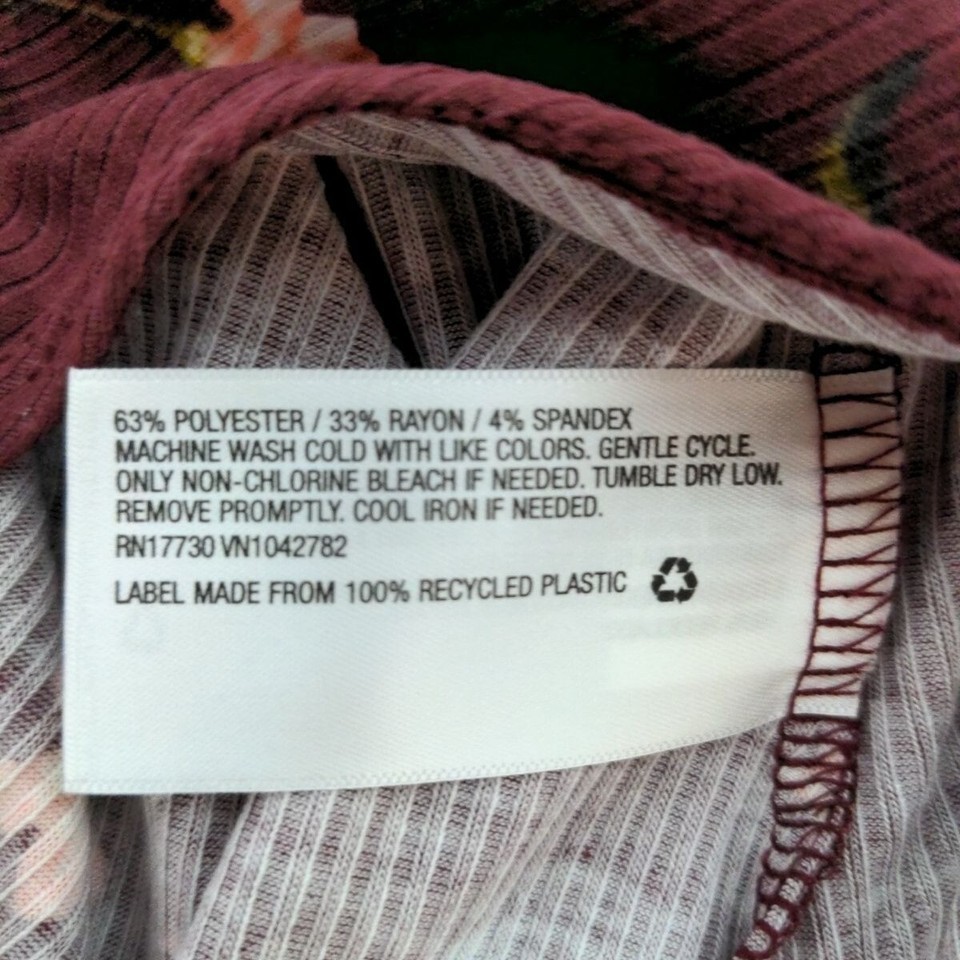 63% POLYESTER / 33% RAYON / 4% SPANDEX
MACHINE WASH COLD WITH LIKE COLORS. GENTLE CYCLE.
ONLY NON-CHLORINE BLEACH IF NEEDED. TUMBLE DRY LOW.
REMOVE PROMPTLY. COOL IRON IF NEEDED.
RN17730 VN1042782
LABEL MADE FROM 100% RECYCLED PLASTIC